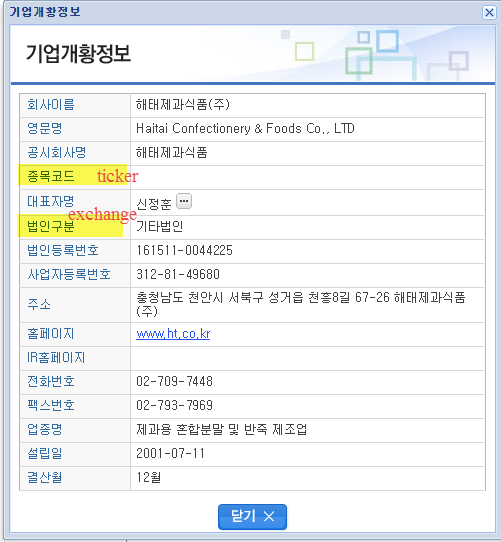 기업개황정보
기업개황정보
회사이름 해태제과식품(주)
영문명 Haitai Confectionery & Foods Co., LTD
공시회사명 해태제과식품
종목코드 ticker
대표자명 신정훈
exchange
법인구분 기타법인
법인등록번호 161511-0044225
사업자등록번호 312-81-49680
주소 충청남도 천안시 서북구 성거읍 천흥8길 67-26 해태제과식품
(주)
홈페이지 www.ht.co.kr
IR홈페이지
전화번호 02-709-7448
팩스번호 02-793-7969
업종명 제과용 혼합분말 및 반죽 제조업
설립일 2001-07-11
결산월 12월
닫기